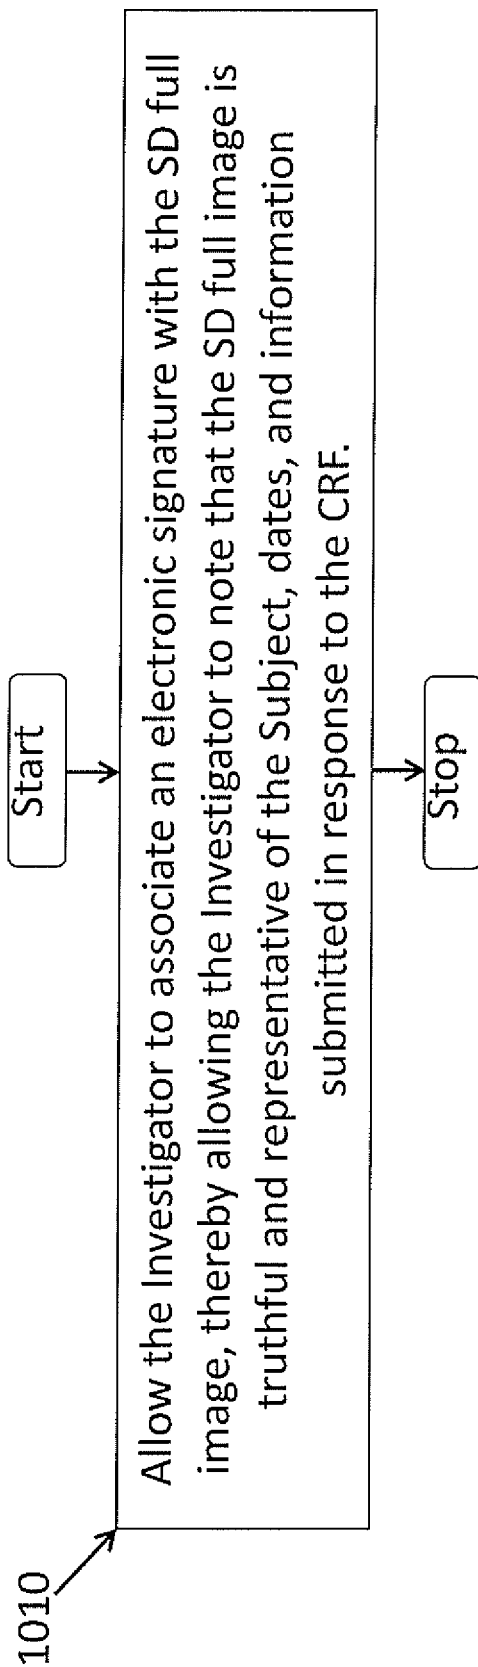 Start
1010
Allow the Investigator to associate an electronic signature with the SD full
image, thereby allowing the Investigator to note that the SD full image is
truthful and representative of the Subject, dates, and information
submitted in response to the CRF.
Stop